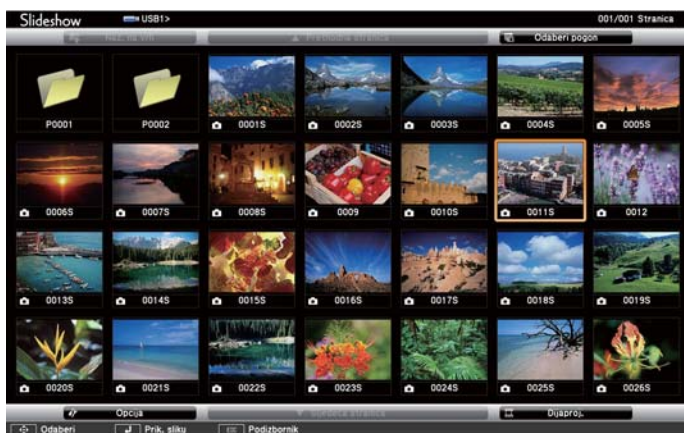 Slideshow USB1> 001/001 Stranica
Odaberi pogon
P0001 P0002 0001S 0002S 0003S 0004S 0005S
0006S 0007S 0008S 0009 0010S 0011S 0012
0013S 0014S 0015S 0016S 0017S 0018S 0019S
0020S 0021S 0022S 0023S 0024S 0025S 0026S
Opcija stranica Dijaproj.
Odaberi Prik. sliku Podizbornik